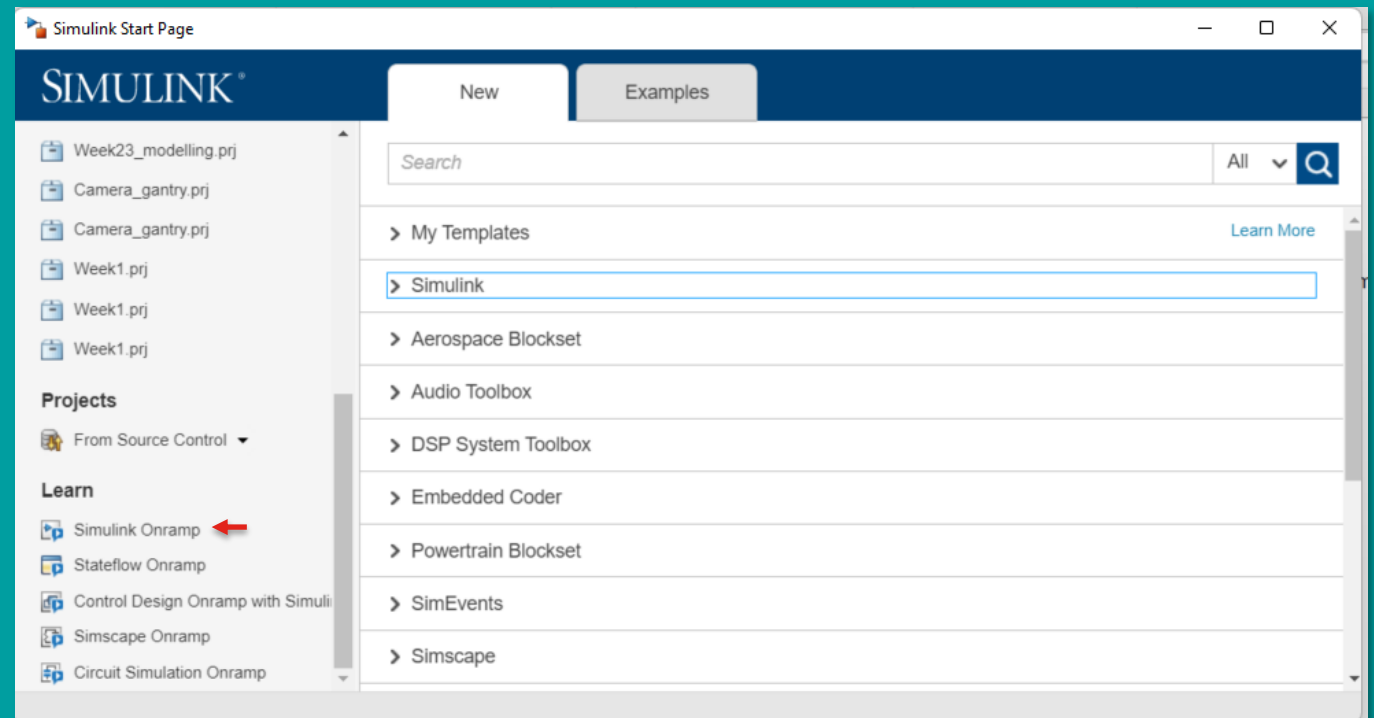 Simulink Start Page
SIMULINK®
New
Examples
Week23_modelling.prj
Camera_gantry.prj
Camera_gantry.prj
Week1.prj
Week1.prj
Week1.prj
Projects
From Source Control
Learn
Simulink Onramp
Stateflow Onramp
Control Design Onramp with Simuli
Simscape Onramp
Circuit Simulation Onramp
Search
All
My Templates
Learn More
Simulink
Aerospace Blockset
Audio Toolbox
DSP System Toolbox
Embedded Coder
Powertrain Blockset
SimEvents
Simscape